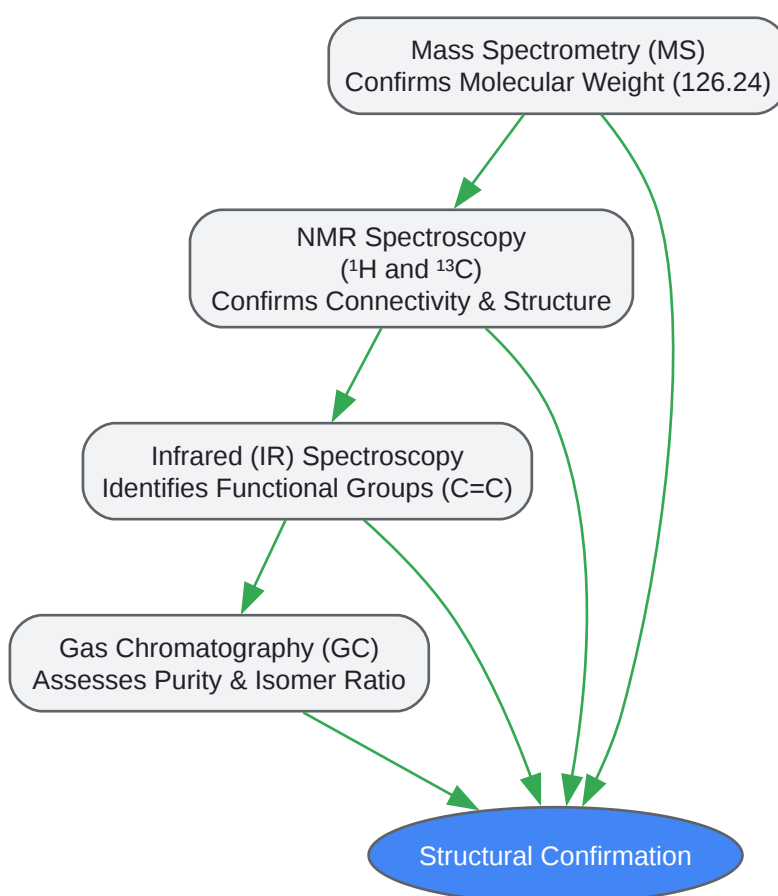 Mass Spectrometry (MS)
Confirms Molecular Weight (126.24)
NMR Spectroscopy
(¹H and ¹³C)
Confirms Connectivity & Structure
Infrared (IR) Spectroscopy
Identifies Functional Groups (C=C)
Gas Chromatography (GC)
Assesses Purity & Isomer Ratio
Structural Confirmation